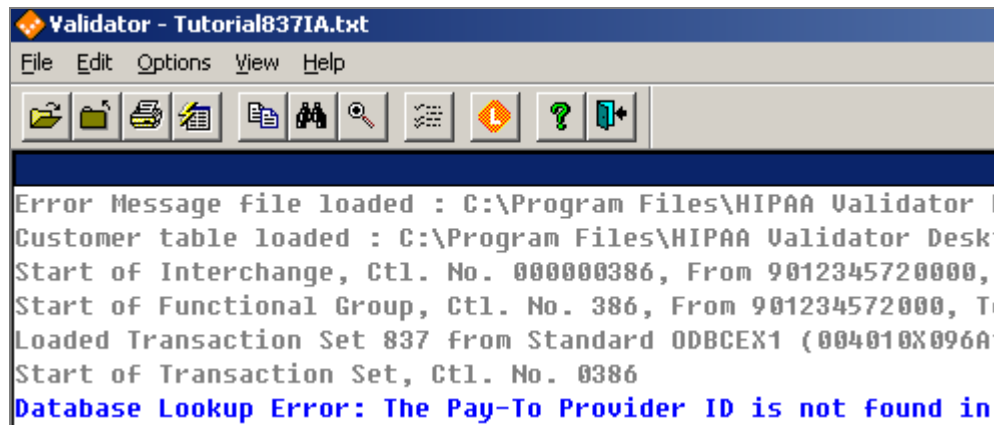 Validator - Tutorial837IA.txt
File Edit Options View Help
Error Message file loaded : C:\Program Files\HIPAA Validator
Customer table loaded : C:\Program Files\HIPAA Validator Desk
Start of Interchange, Ctl. No. 000000386, From 9012345720000,
Start of Functional Group, Ctl. No. 386, From 901234572000, T
Loaded Transaction Set 837 from Standard ODBCEX1 (004010X096A
Start of Transaction Set, Ctl. No. 0386
Database Lookup Error: The Pay-To Provider ID is not found in